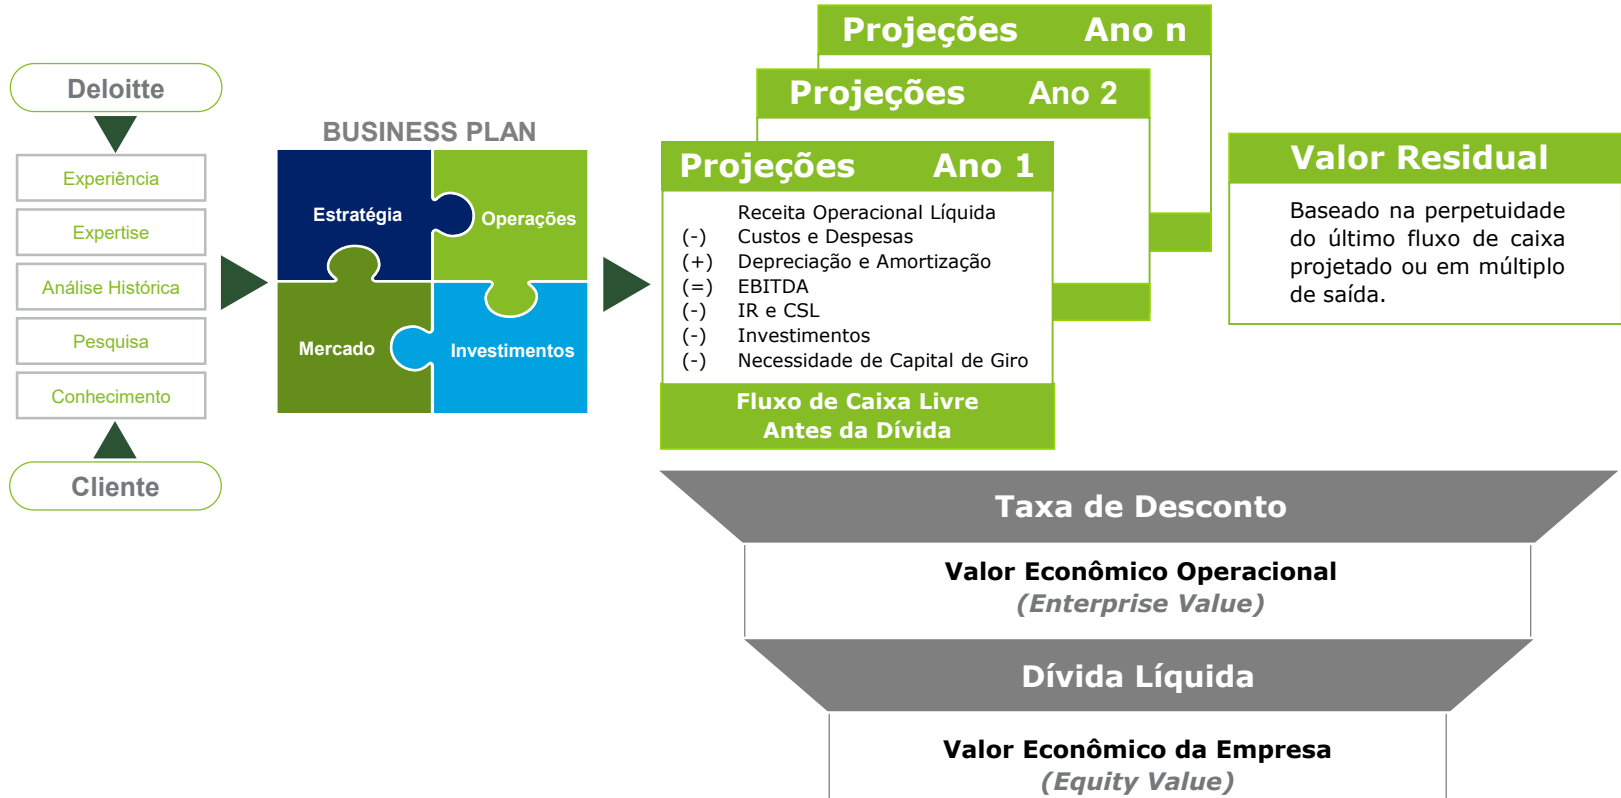 Deloitte
Experiência
Expertise
Análise Histórica
Pesquisa
Conhecimento
Cliente
BUSINESS PLAN
Estratégia
Operações
Mercado
Investimentos
Projeções Ano n
Projeções Ano 2
Projeções Ano 1
Receita Operacional Líquida
(-) Custos e Despesas
(+) Depreciação e Amortização
(=) EBITDA
(-) IR e CSL
(-) Investimentos
(-) Necessidade de Capital de Giro
Fluxo de Caixa Livre
Antes da Dívida
Valor Residual
Baseado na perpetuidade
do último fluxo de caixa
projetado ou em múltiplo
de saída.
Taxa de Desconto
Valor Econômico Operacional
(Enterprise Value)
Dívida Líquida
Valor Econômico da Empresa
(Equity Value)